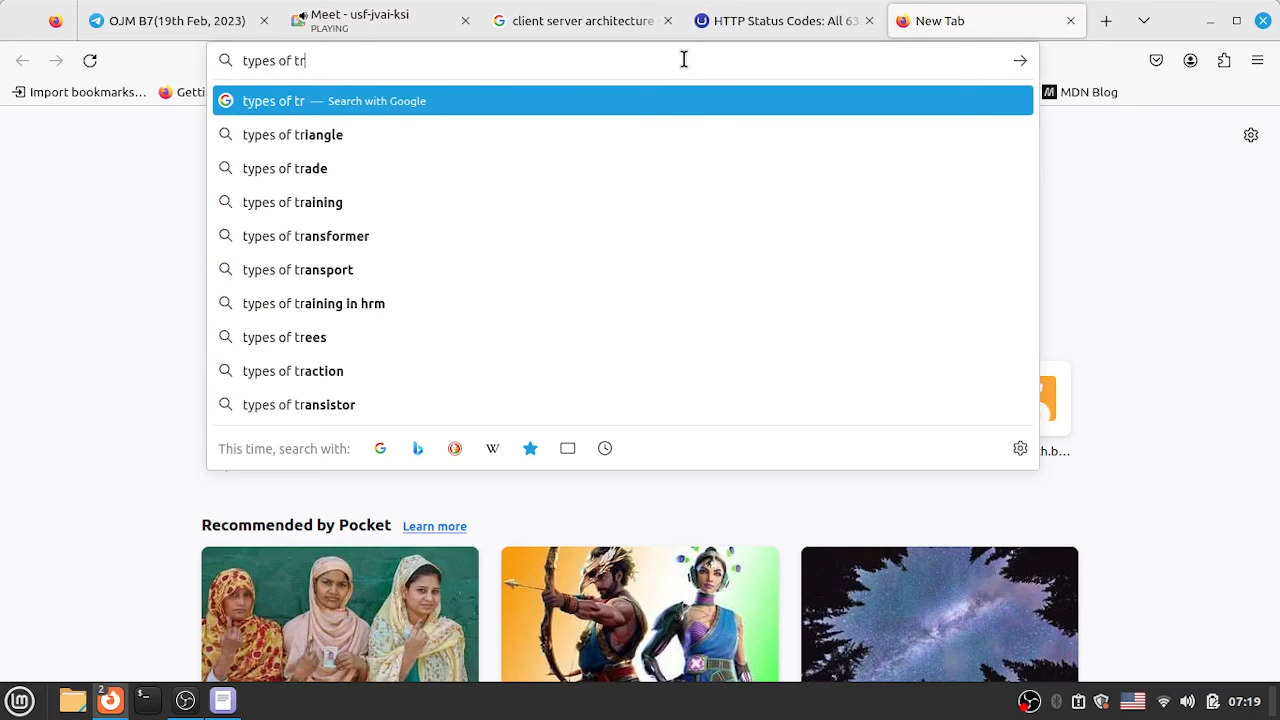 OJM B7(19th Feb, 2023)
Meet - usf-jvai-ksi
PLAYING
client server architecture -
HTTP Status Codes: All 63
New Tab
types of tr
Import bookmarks...
Getti
MDN Blog
types of tr — Search with Google
types of triangle
types of trade
types of training
types of transformer
types of transport
types of training in hrm
types of trees
types of traction
types of transistor
This time, search with:
W
th.b...
Recommended by Pocket
Learn more
2
07:19